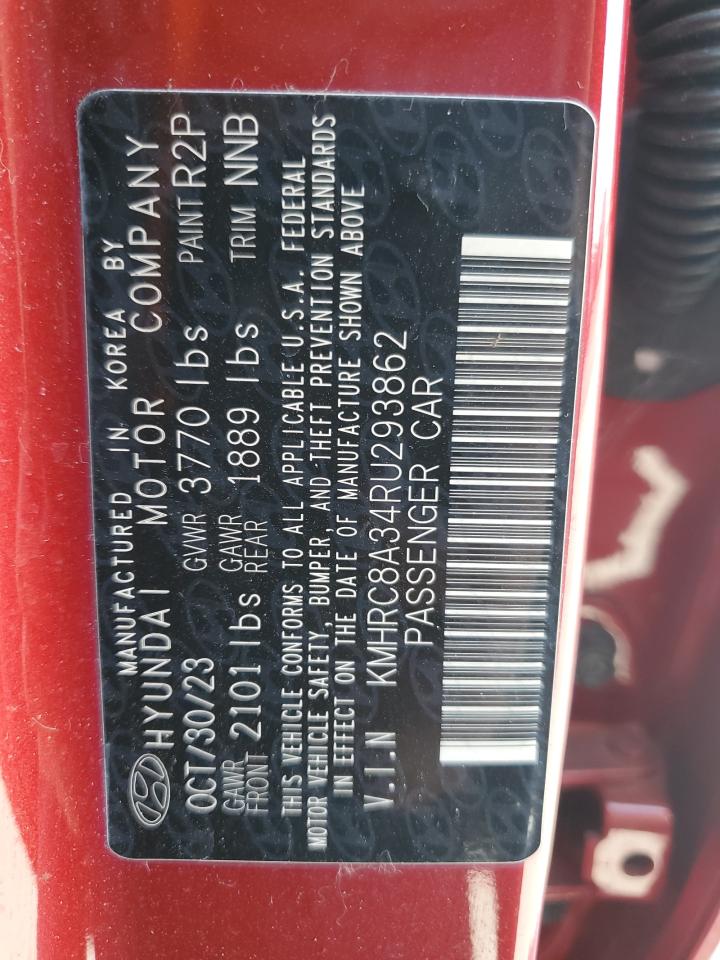 MANUFACTURED IN KOREA BY
HYUNDAI MOTOR COMPANY
OCT/30/23 GVWR 3770 lbs PAINT R2P
GAWR FRONT 2101 lbs GAWR REAR 1889 lbs TRIM NNB
THIS VEHICLE CONFORMS TO ALL APPLICABLE U.S.A. FEDERAL
MOTOR VEHICLE SAFETY, BUMPER, AND THEFT PREVENTION STANDARDS
IN EFFECT ON THE DATE OF MANUFACTURE SHOWN ABOVE
V.I.N KMHRC8A34RU293862
PASSENGER CAR